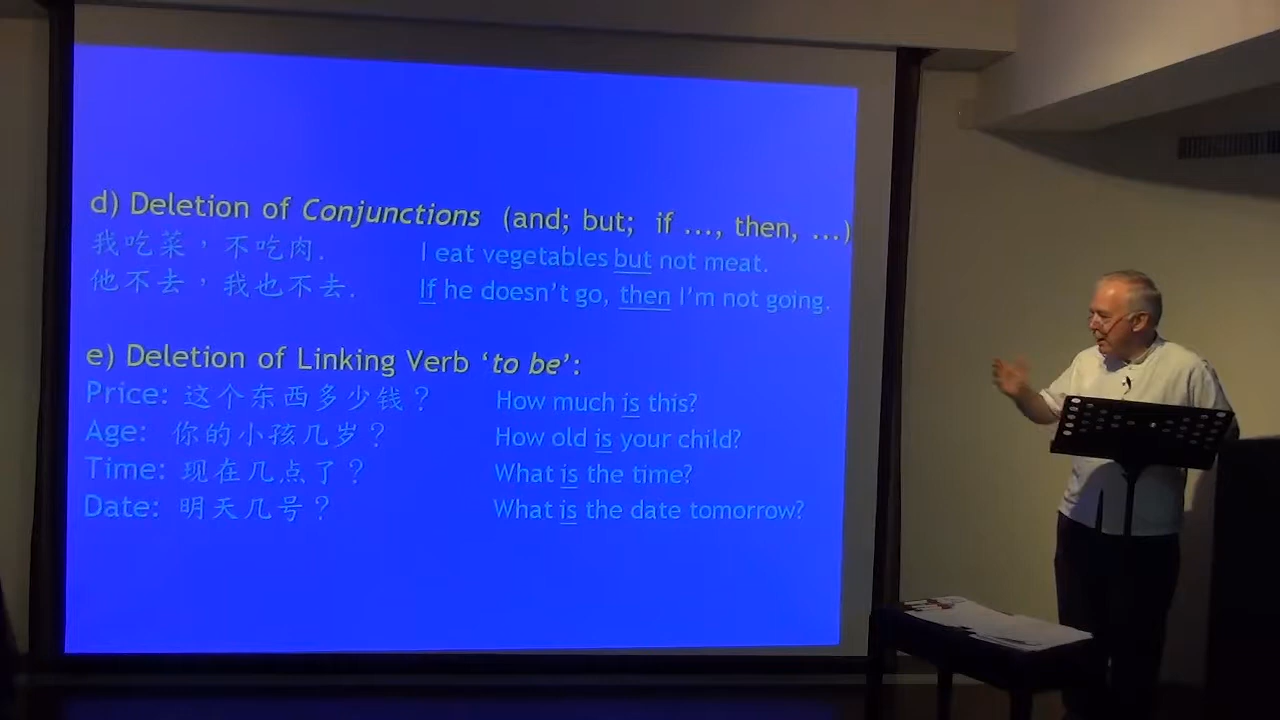 d) Deletion of Conjunctions (and; but; if ..., then, ...)
我吃菜，不吃肉. I eat vegetables but not meat.
他不去，我也不去. If he doesn't go, then I'm not going.
e) Deletion of Linking Verb ‘to be’:
Price: 这个东西多少钱？ How much is this?
Age: 你的小孩几岁？ How old is your child?
Time: 现在几点了？ What is the time?
Date: 明天几号？ What is the date tomorrow?